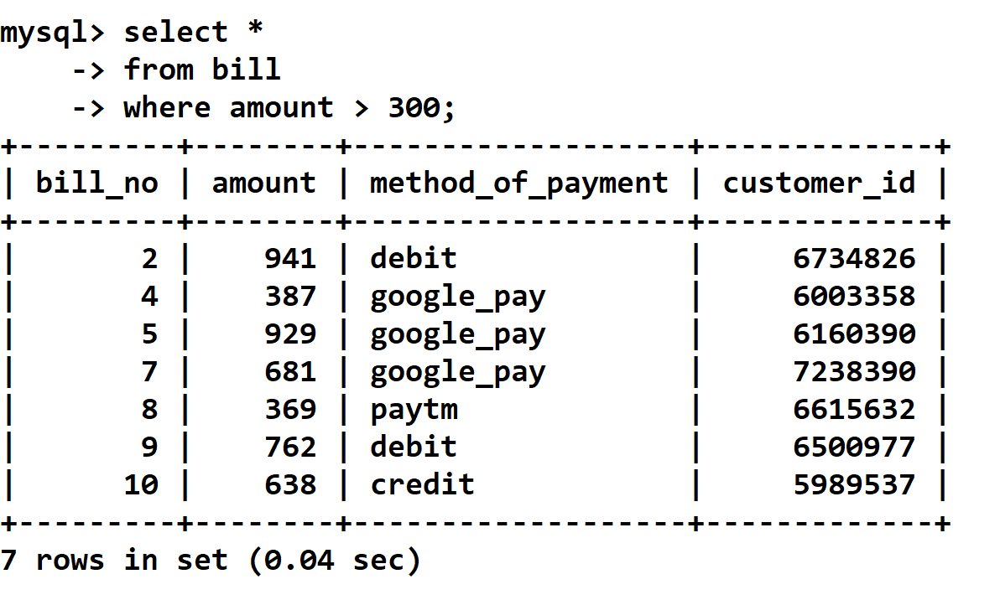 mysql> select *
    -> from bill
    -> where amount > 300;
+---------+--------+-------------------+-------------+
| bill_no | amount | method_of_payment | customer_id |
+---------+--------+-------------------+-------------+
|       2 |    941 | debit             |     6734826 |
|       4 |    387 | google_pay        |     6003358 |
|       5 |    929 | google_pay        |     6160390 |
|       7 |    681 | google_pay        |     7238390 |
|       8 |    369 | paytm             |     6615632 |
|       9 |    762 | debit             |     6500977 |
|      10 |    638 | credit            |     5989537 |
+---------+--------+-------------------+-------------+
7 rows in set (0.04 sec)